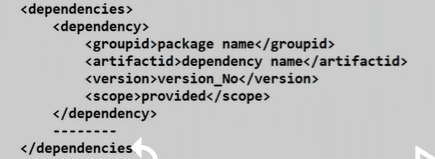 <dependencies>
<dependency>
<groupid>package name</groupid>
<artifactid>dependency name</artifactid>
<version>version_No</version>
<scope>provided</scope>
</dependency>
--------
</dependencies